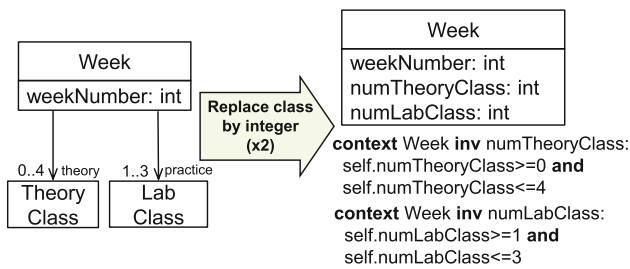 Week
weekNumber: int
0..4 theory
1..3 practice
Theory
Class
Lab
Class
Replace class
by integer
(x2)
Week
weekNumber: int
numTheoryClass: int
numLabClass: int
context Week inv numTheoryClass:
self.numTheoryClass>=0 and
self.numTheoryClass<=4
context Week inv numLabClass:
self.numLabClass>=1 and
self.numLabClass<=3